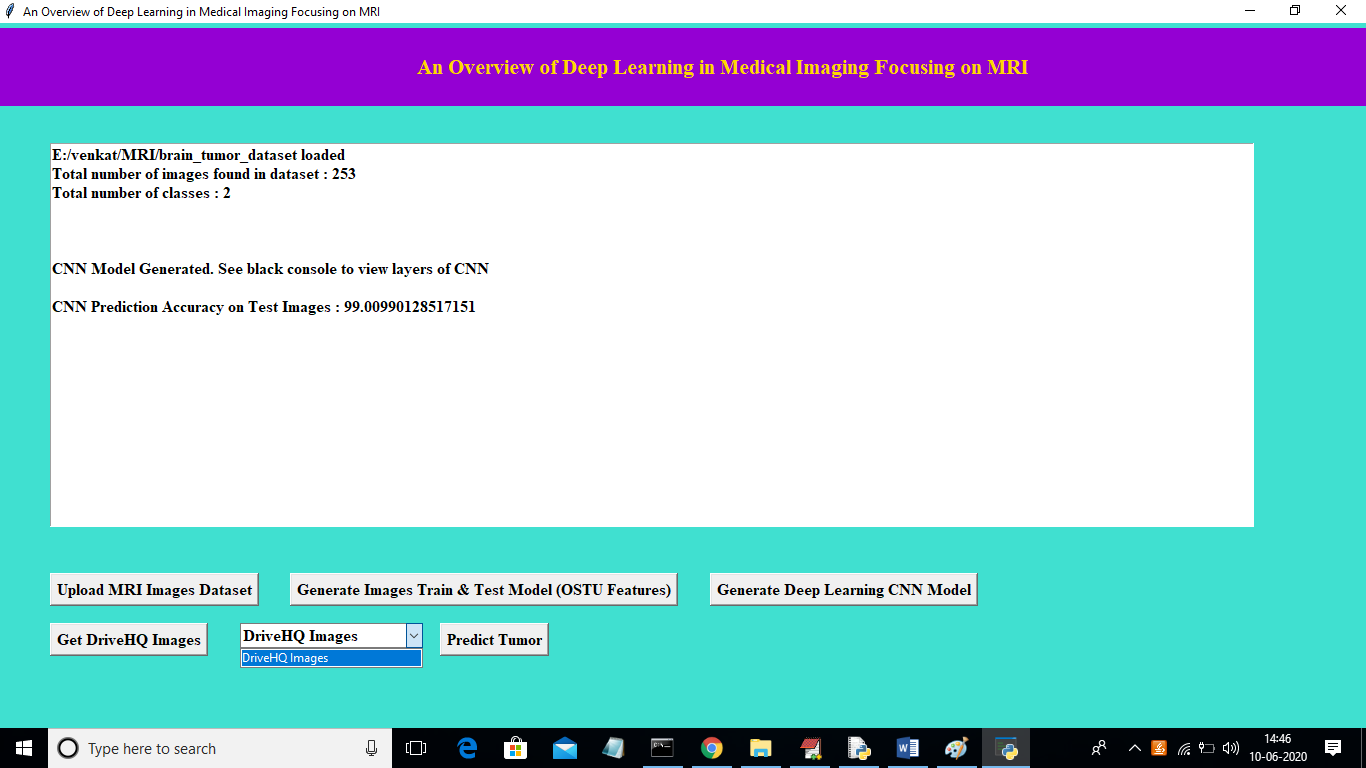 An Overview of Deep Learning in Medical Imaging Focusing on MRI
An Overview of Deep Learning in Medical Imaging Focusing on MRI
E:/venkat/MRI/brain_tumor_dataset loaded
Total number of images found in dataset : 253
Total number of classes : 2
CNN Model Generated. See black console to view layers of CNN
CNN Prediction Accuracy on Test Images : 99.00990128517151
Upload MRI Images Dataset Generate Images Train & Test Model (OSTU Features) Generate Deep Learning CNN Model
Get DriveHQ Images DriveHQ Images Predict Tumor
DriveHQ Images
Type here to search
14:46
10-06-2020